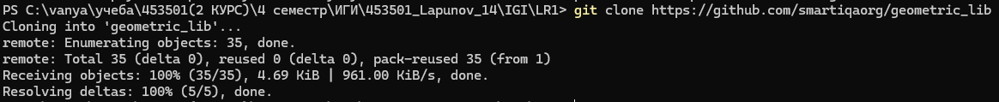 PS C:\vanya\учеба\453501(2 КУРС)\4 семестр\ИГИ\453501_Lapunov_14\IGI\LR1> git clone https://github.com/smartiqaorg/geometric_lib
Cloning into 'geometric_lib'...
remote: Enumerating objects: 35, done.
remote: Total 35 (delta 0), reused 0 (delta 0), pack-reused 35 (from 1)
Receiving objects: 100% (35/35), 4.69 KiB | 961.00 KiB/s, done.
Resolving deltas: 100% (5/5), done.